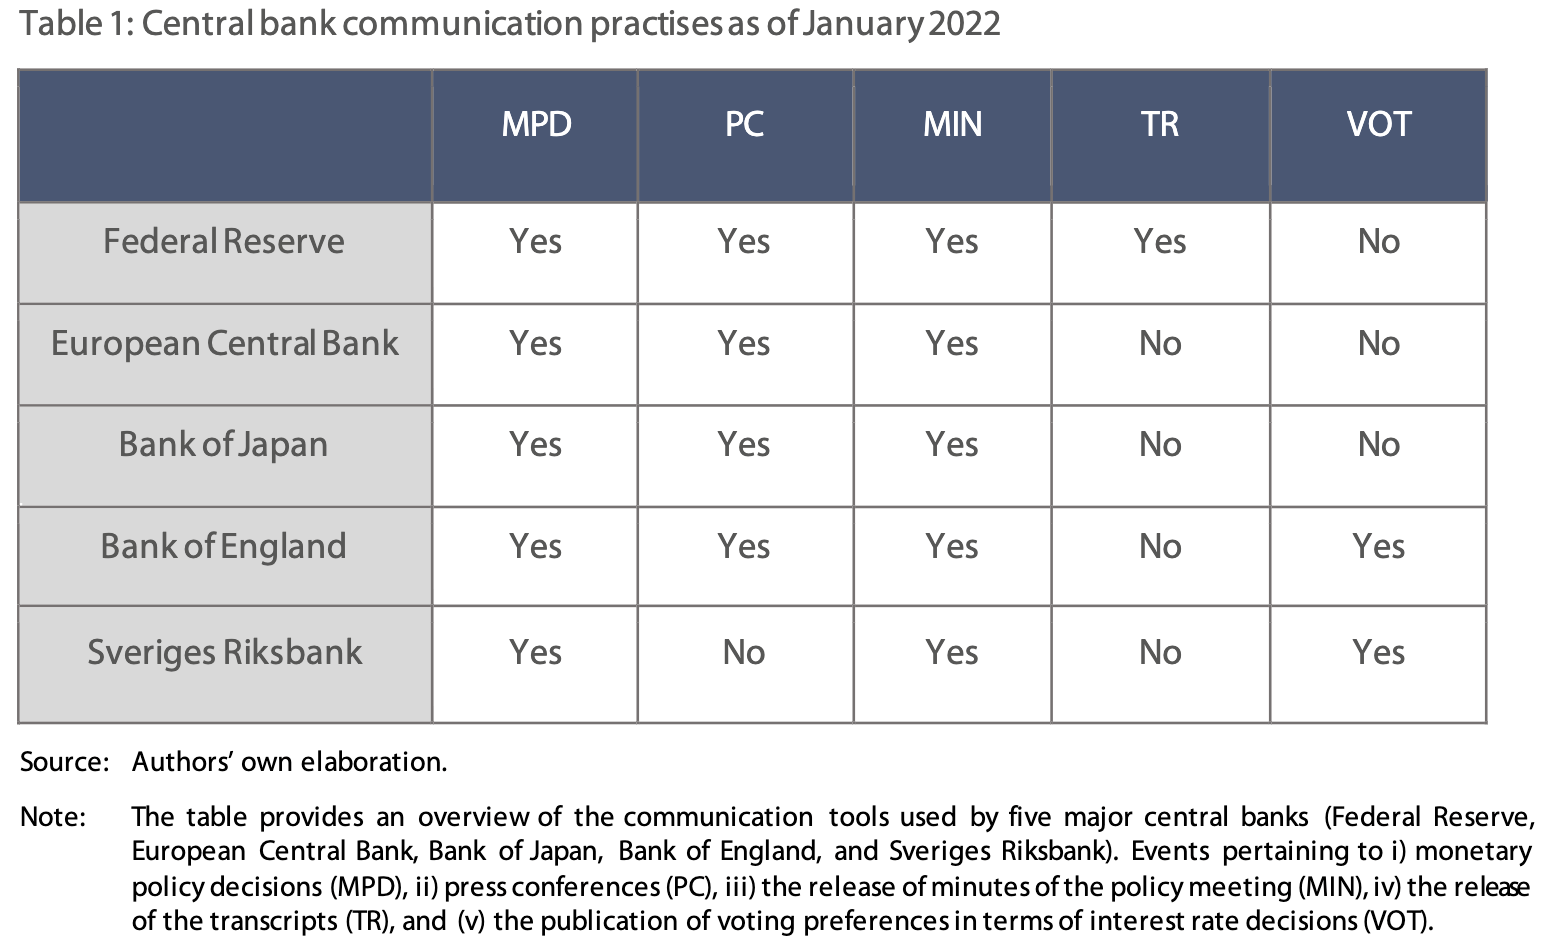 Table 1: Central bank communication practises as of January 2022
MPD PC MIN TR VOT
Federal Reserve Yes Yes Yes Yes No
European Central Bank Yes Yes Yes No No
Bank of Japan Yes Yes Yes No No
Bank of England Yes Yes Yes No Yes
Sveriges Riksbank Yes No Yes No Yes
Source: Authors’ own elaboration.
Note: The table provides an overview of the communication tools used by five major central banks (Federal Reserve,
European Central Bank, Bank of Japan, Bank of England, and Sveriges Riksbank). Events pertaining to i) monetary
policy decisions (MPD), ii) press conferences (PC), iii) the release of minutes of the policy meeting (MIN), iv) the release
of the transcripts (TR), and (v) the publication of voting preferences in terms of interest rate decisions (VOT).